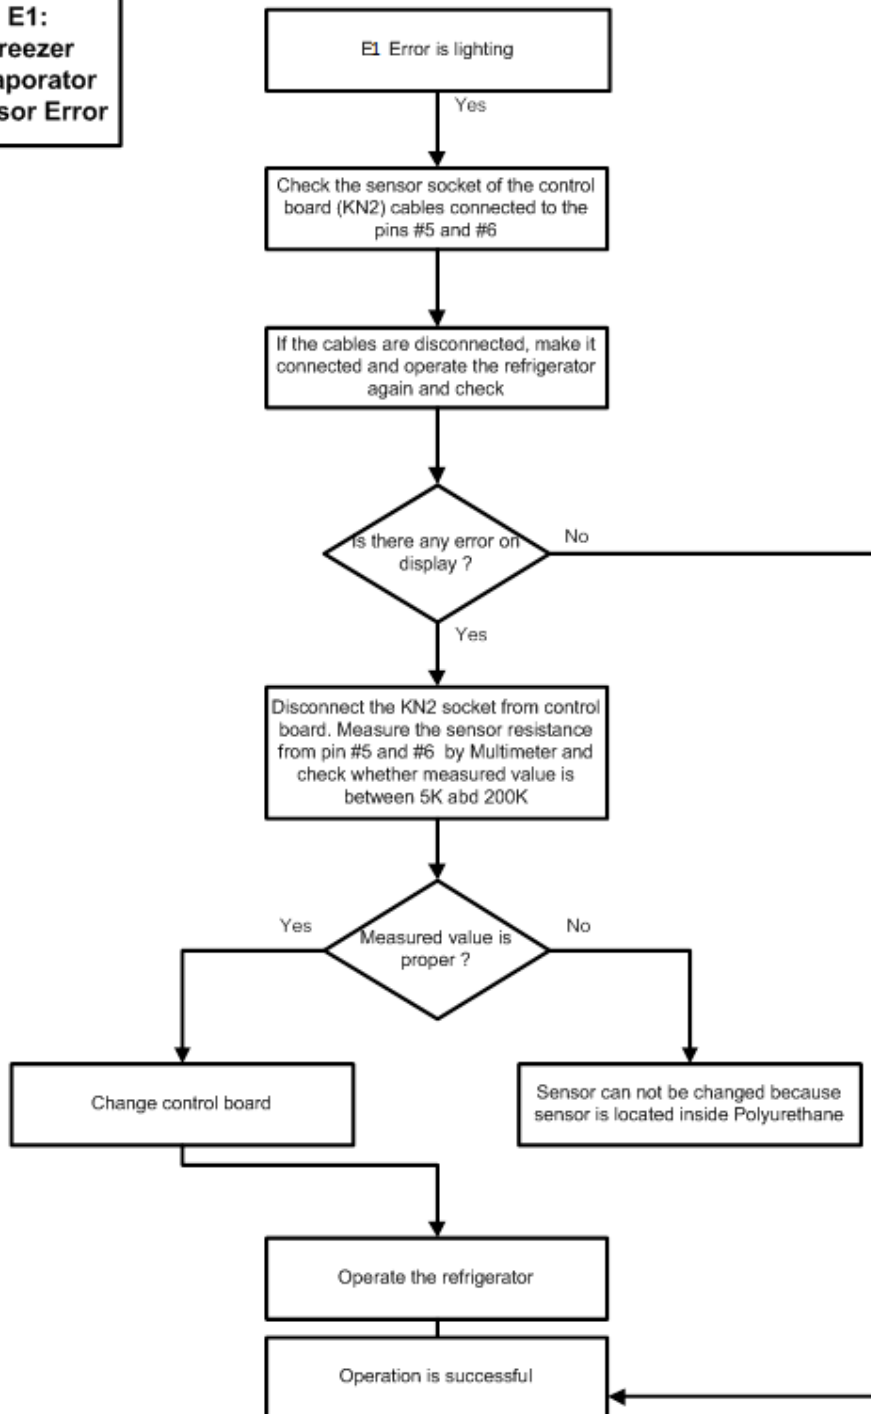 E1:
reezer
aporator
sor Error
E1 Error is lighting
Yes
Check the sensor socket of the control
board (KN2) cables connected to the
pins #5 and #6
If the cables are disconnected, make it
connected and operate the refrigerator
again and check
Is there any error on
display ?
No
Yes
Disconnect the KN2 socket from control
board. Measure the sensor resistance
from pin #5 and #6 by Multimeter and
check whether measured value is
between 5K abd 200K
Yes
Measured value is
proper ?
No
Change control board
Sensor can not be changed because
sensor is located inside Polyurethane
Operate the refrigerator
Operation is successful